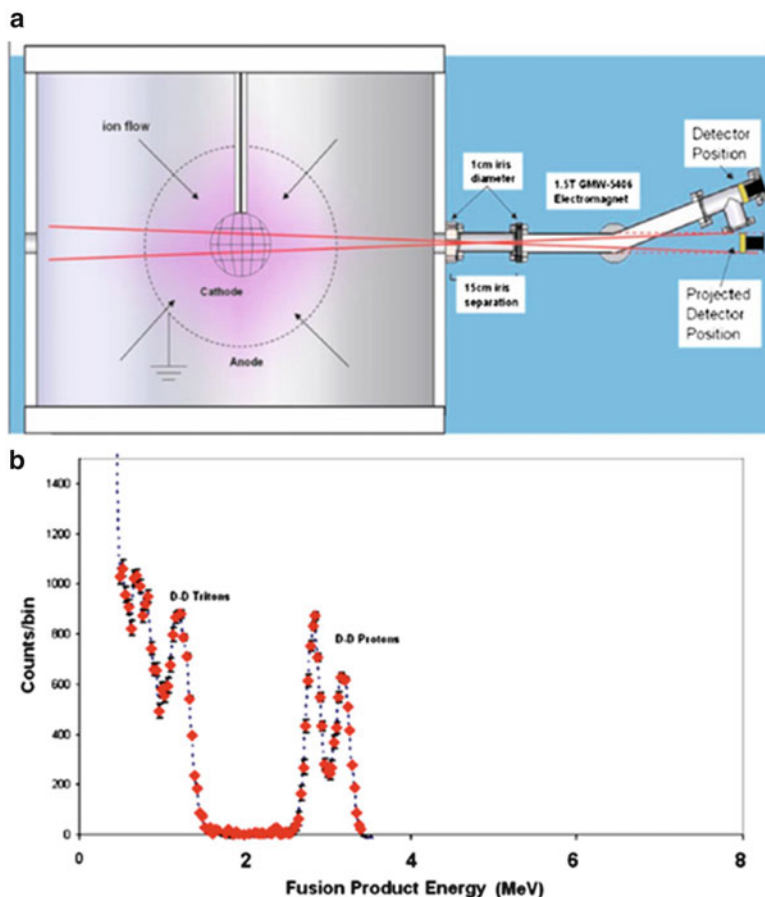 a
ion flow
Cathode
Anode
1cm iris
diameter
15cm iris
separation
1.5T GMW-5406
Electromagnet
Detector
Position
Projected
Detector
Position
b
Counts/bin
1400
1200
1000
800
600
400
200
0
D-D Tritons
D-D Protons
0 2 4 6 8
Fusion Product Energy (MeV)